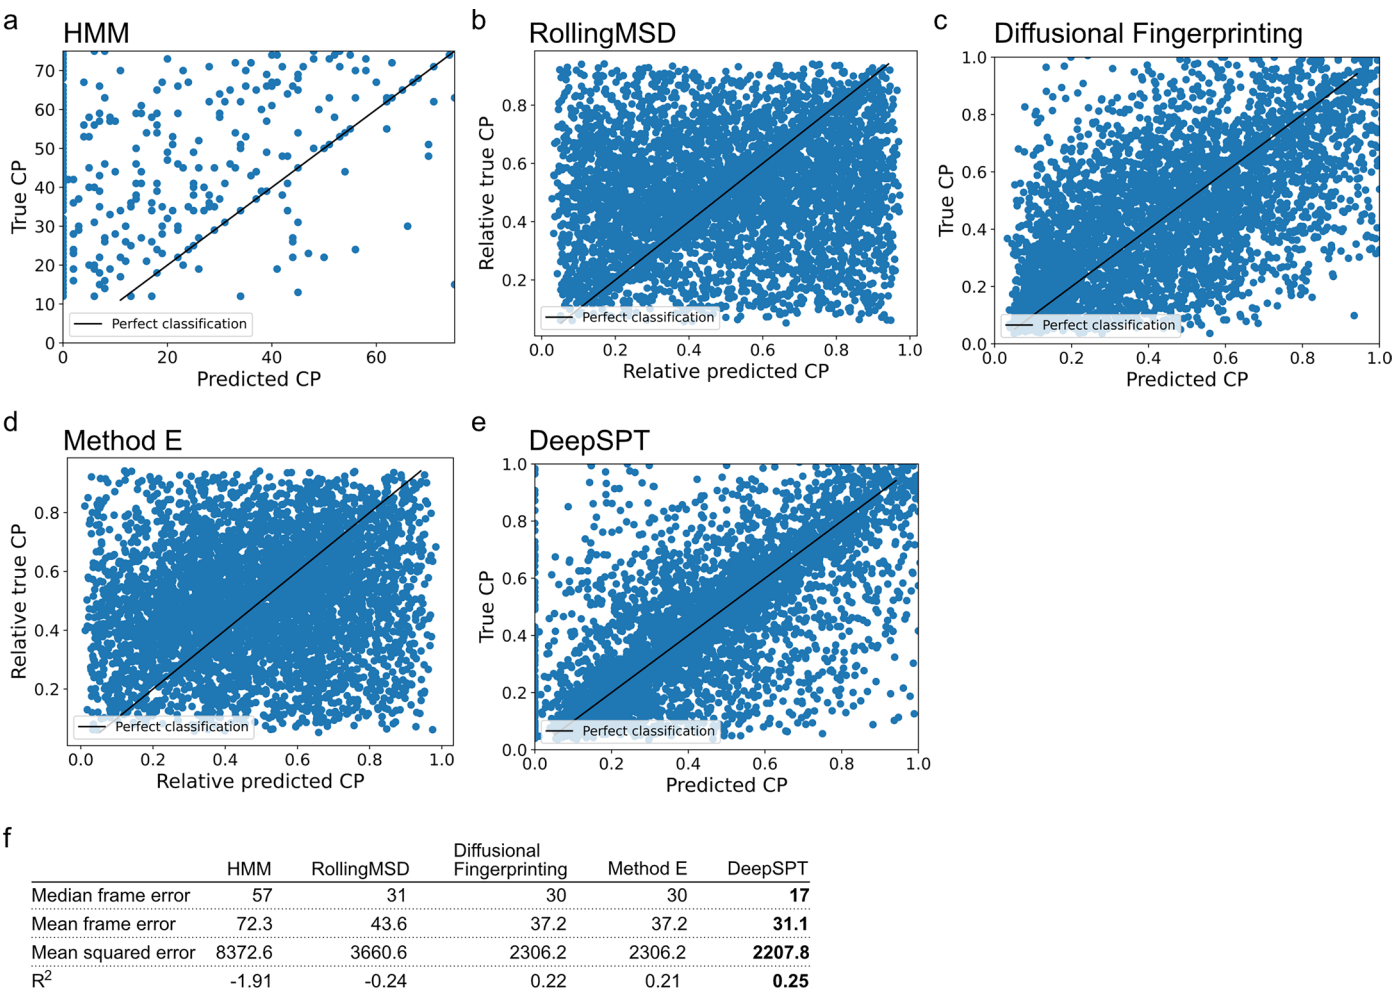 a
HMM
True CP
70
60
50
40
30
20
10
0
0 20 40 60
Predicted CP
Perfect classification
b
RollingMSD
Relative true CP
0.8
0.6
0.4
0.2
0.0 0.2 0.4 0.6 0.8 1.0
Relative predicted CP
Perfect classification
c
Diffusional Fingerprinting
True CP
1.0
0.8
0.6
0.4
0.2
0.0
0.0 0.2 0.4 0.6 0.8 1.0
Predicted CP
Perfect classification
d
Method E
Relative true CP
0.8
0.6
0.4
0.2
0.0 0.2 0.4 0.6 0.8 1.0
Relative predicted CP
Perfect classification
e
DeepSPT
True CP
1.0
0.8
0.6
0.4
0.2
0.0
0.0 0.2 0.4 0.6 0.8 1.0
Predicted CP
Perfect classification
f
HMM RollingMSD Diffusional Fingerprinting Method E DeepSPT
Median frame error 57 31 30 30 17
Mean frame error 72.3 43.6 37.2 37.2 31.1
Mean squared error 8372.6 3660.6 2306.2 2306.2 2207.8
R² -1.91 -0.24 0.22 0.21 0.25